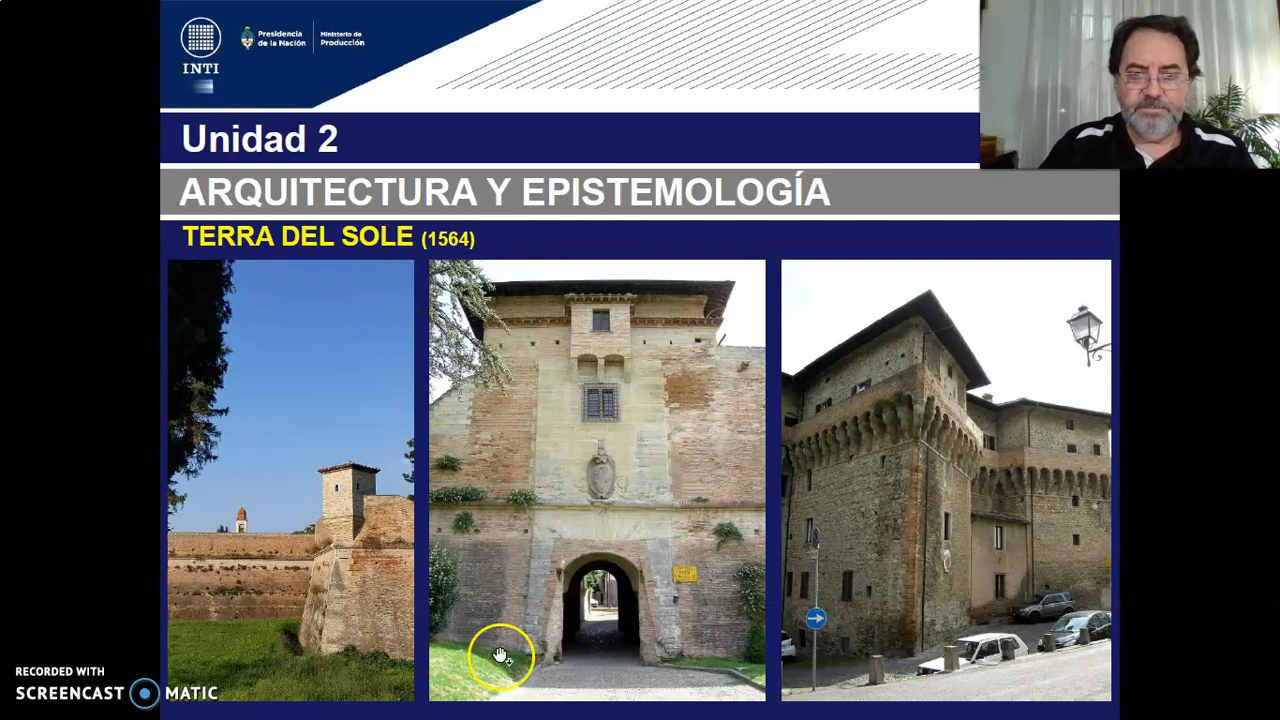 INTI
Presidencia
de la Nación
Ministerio de
Producción
Unidad 2
ARQUITECTURA Y EPISTEMOLOGÍA
TERRA DEL SOLE (1564)
RECORDED WITH
SCREENCAST MATIC